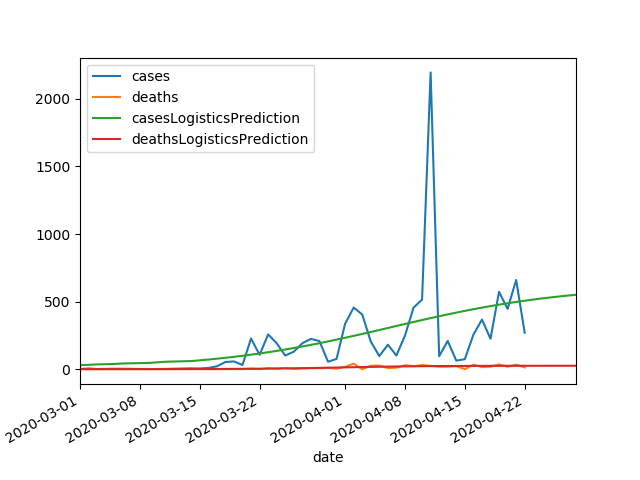 cases
deaths
casesLogisticsPrediction
deathsLogisticsPrediction
2000
1500
1000
500
0
2020-03-01
2020-03-08
2020-03-15
2020-03-22
2020-04-01
2020-04-08
2020-04-15
2020-04-22
date